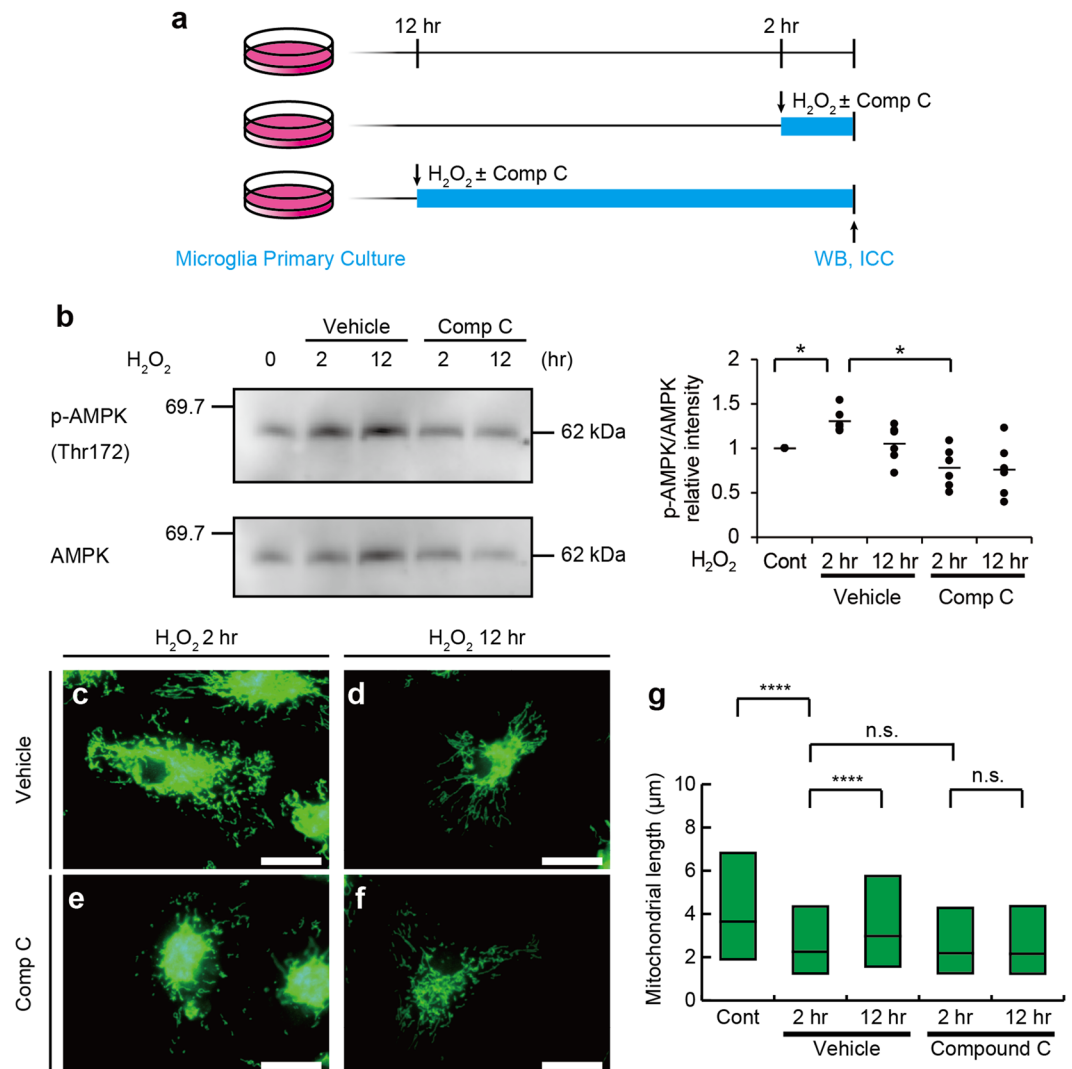 a
12 hr 2 hr
H₂O₂ ± Comp C
H₂O₂ ± Comp C
Microglia Primary Culture WB, ICC
b
Vehicle Comp C
H₂O₂ 0 2 12 2 12 (hr)
p-AMPK
(Thr172)
69.7
62 kDa
AMPK
69.7
62 kDa
p-AMPK/AMPK
relative intensity
2
1.5
1
0.5
0
* *
H₂O₂ Cont 2 hr 12 hr 2 hr 12 hr
Vehicle Comp C
H₂O₂ 2 hr H₂O₂ 12 hr
Vehicle
Comp C
c
d
e
f
g
****
n.s.
****
n.s.
Mitochondrial length (µm)
10
8
6
4
2
0
Cont 2 hr 12 hr 2 hr 12 hr
Vehicle Compound C